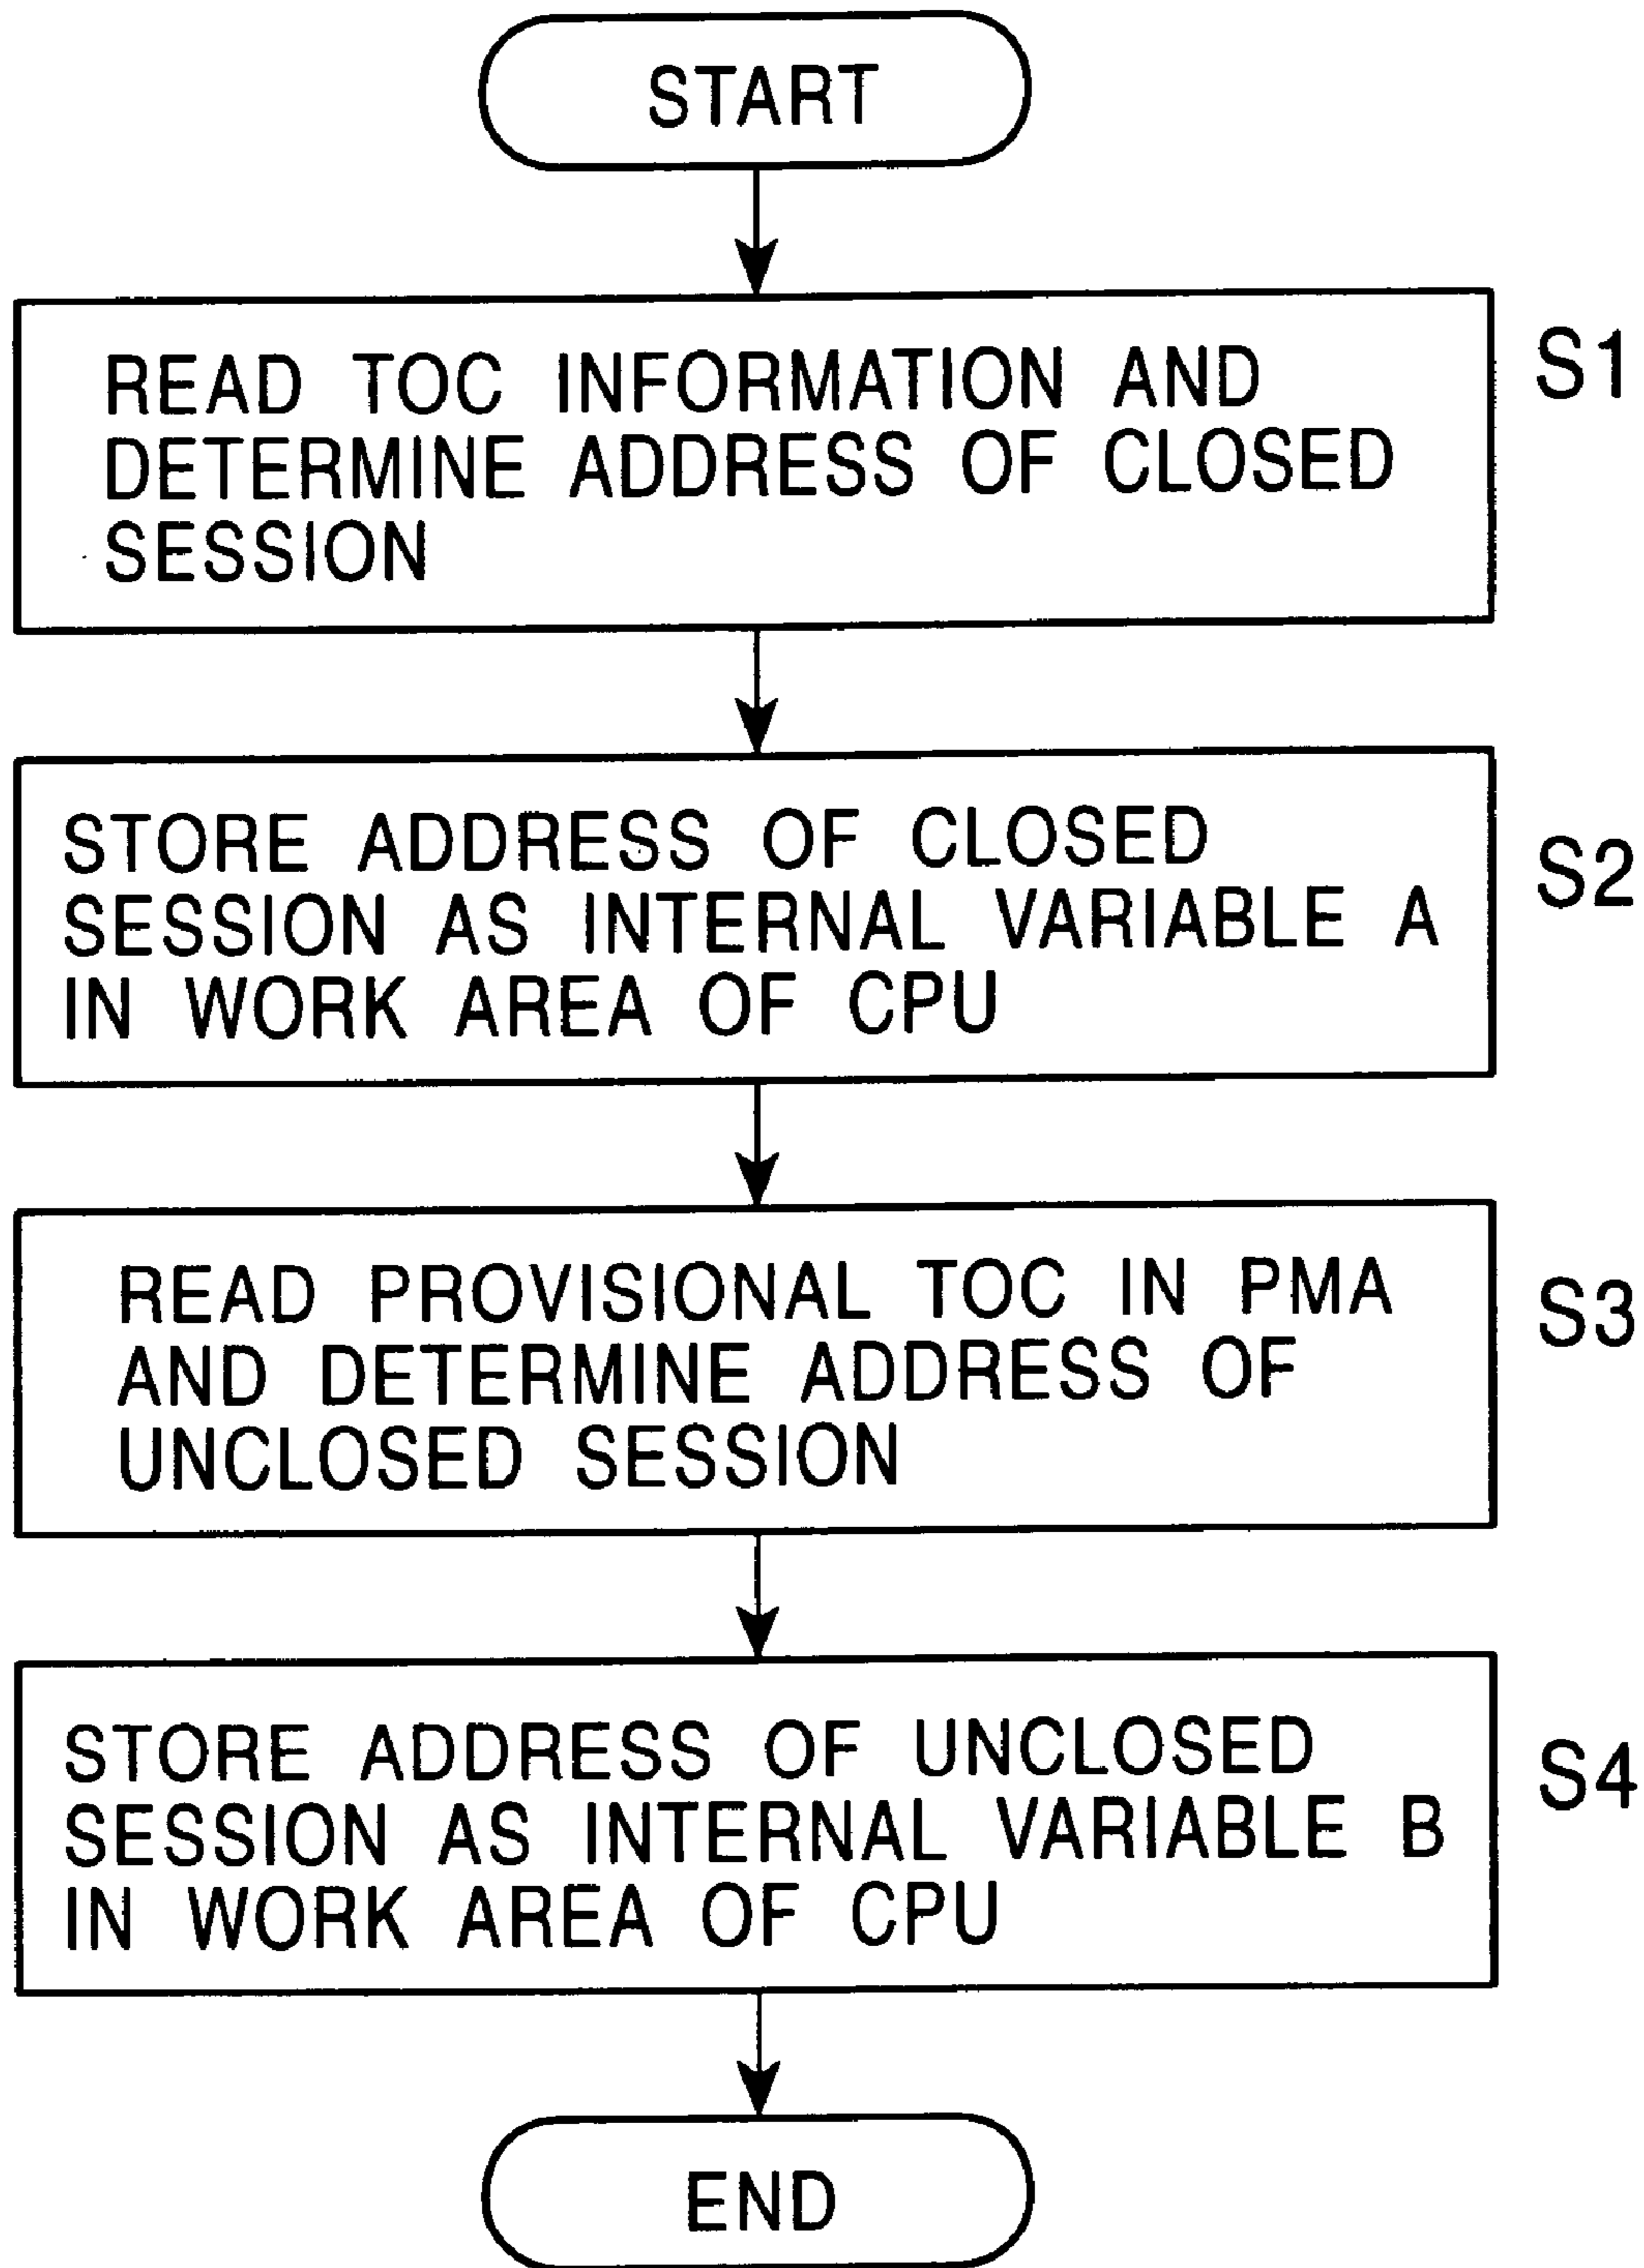 START
READ TOC INFORMATION AND
DETERMINE ADDRESS OF CLOSED
SESSION
S1
STORE ADDRESS OF CLOSED
SESSION AS INTERNAL VARIABLE A
IN WORK AREA OF CPU
S2
READ PROVISIONAL TOC IN PMA
AND DETERMINE ADDRESS OF
UNCLOSED SESSION
S3
STORE ADDRESS OF UNCLOSED
SESSION AS INTERNAL VARIABLE B
IN WORK AREA OF CPU
S4
END